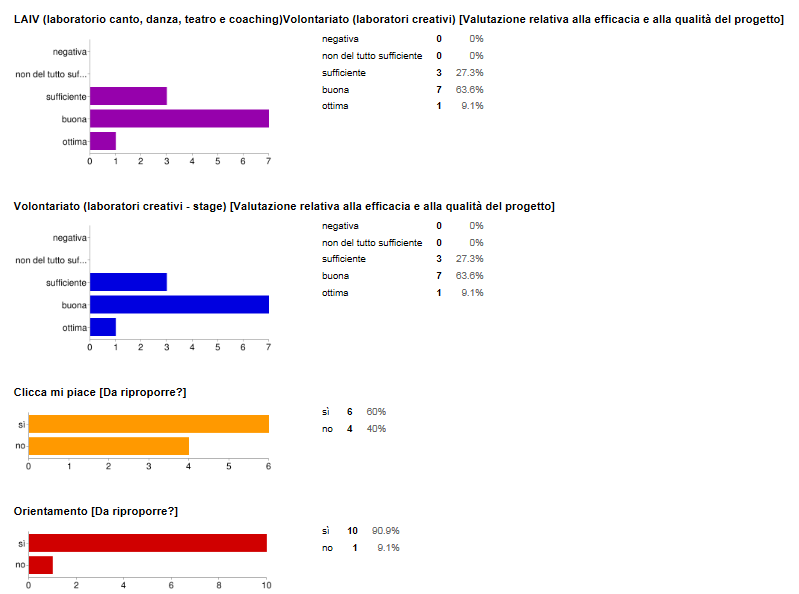 LAIV (laboratorio canto, danza, teatro e coaching)Volontariato (laboratori creativi) [Valutazione relativa alla efficacia e alla qualità del progetto]
negativa
non del tutto suf...
sufficiente
buona
ottima
0 1 2 3 4 5 6 7
negativa 0 0%
non del tutto sufficiente 0 0%
sufficiente 3 27.3%
buona 7 63.6%
ottima 1 9.1%
Volontariato (laboratori creativi - stage) [Valutazione relativa alla efficacia e alla qualità del progetto]
negativa
non del tutto suf...
sufficiente
buona
ottima
0 1 2 3 4 5 6 7
negativa 0 0%
non del tutto sufficiente 0 0%
sufficiente 3 27.3%
buona 7 63.6%
ottima 1 9.1%
Clicca mi piace [Da riproporre?]
sì
no
0 1 2 3 4 5 6
sì 6 60%
no 4 40%
Orientamento [Da riproporre?]
sì
no
0 2 4 6 8 10
sì 10 90.9%
no 1 9.1%